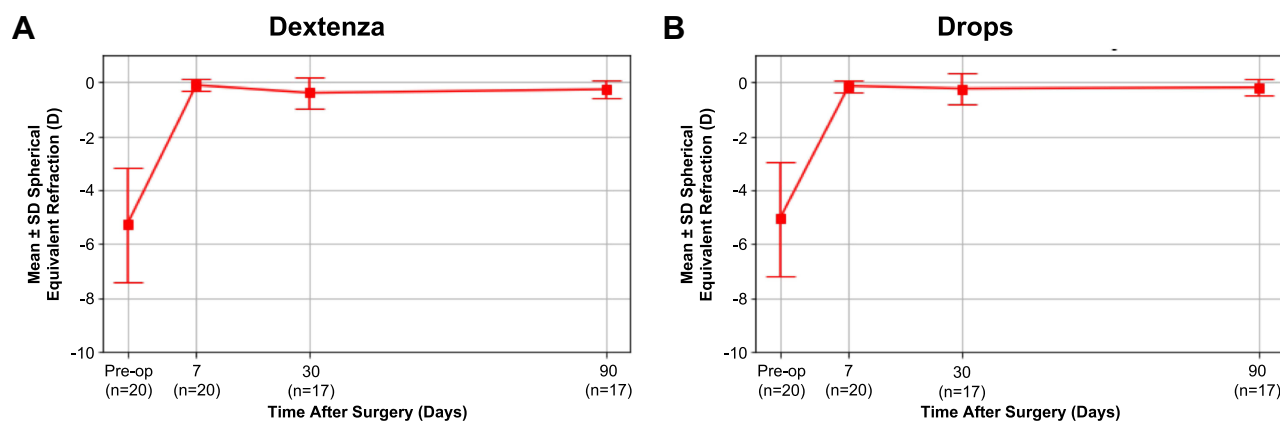 A
Dextenza
Mean ± SD Spherical
Equivalent Refraction (D)
0
-2
-4
-6
-8
-10
Pre-op
(n=20)
7
(n=20)
30
(n=17)
90
(n=17)
Time After Surgery (Days)
B
Drops
Mean ± SD Spherical
Equivalent Refraction (D)
0
-2
-4
-6
-8
-10
Pre-op
(n=20)
7
(n=20)
30
(n=17)
90
(n=17)
Time After Surgery (Days)